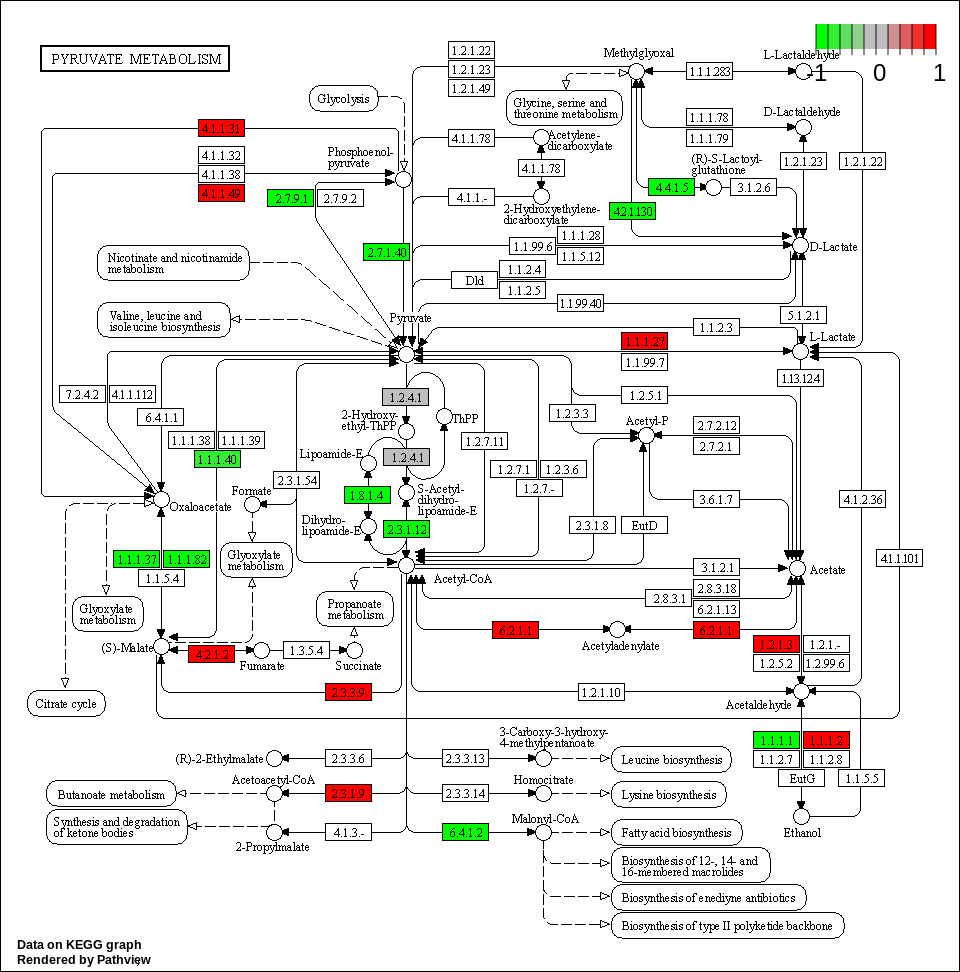 PYRUVATE METABOLISM
-1 0 1
1.2.1.22
1.2.1.23
1.2.1.49
Methylglyoxal
1.1.1.283
L-Lactaldehyde
Glycolysis
Glycine, serine and
threonine metabolism
1.1.1.78
1.1.1.79
D-Lactaldehyde
4.1.1.31
4.1.1.32
4.1.1.38
4.1.1.49
Phosphoenol-
pyruvate
4.1.1.78
Acetylene-
dicarboxylate
4.1.1.78
(R)-S-Lactoyl-
glutathione
1.2.1.23
1.2.1.22
2.7.9.1
2.7.9.2
4.1.1.-
2-Hydroxyethylene-
dicarboxylate
4.4.1.5
3.1.2.6
4.2.1.130
2.7.1.40
1.1.99.6
1.1.1.28
1.1.5.12
D-Lactate
Nicotinate and nicotinamide
metabolism
Dld
1.1.2.4
1.1.2.5
1.1.99.40
Valine, leucine and
isoleucine biosynthesis
Pyruvate
5.1.2.1
1.1.2.3
L-Lactate
1.1.1.27
1.1.99.7
1.13.12.4
7.2.4.2
4.1.1.112
6.4.1.1
1.2.4.1
1.2.5.1
2-Hydroxy-
ethyl-ThPP
ThPP
1.2.3.3
Acetyl-P
2.7.2.12
2.7.2.1
1.1.1.38
1.1.1.39
1.1.1.40
Lipoamide-E
1.2.4.1
1.2.7.11
1.2.7.1
1.2.3.6
1.2.7.-
2.3.1.54
Formate
1.8.1.4
S-Acetyl-
dihydro-
lipoamide-E
3.6.1.7
4.1.2.36
Oxaloacetate
Dihydro-
lipoamide-E
2.3.1.12
2.3.1.8
EutD
1.1.1.37
1.1.1.82
1.1.5.4
Glyoxylate
metabolism
Acetyl-CoA
3.1.2.1
Acetate
4.1.1.101
Glyoxylate
metabolism
Propanoate
metabolism
2.8.3.1
2.8.3.18
6.2.1.13
6.2.1.1
Acetyladenylate
6.2.1.1
(S)-Malate
4.2.1.2
Fumarate
1.3.5.4
Succinate
1.2.1.3
1.2.1.-
1.2.5.2
1.2.99.6
Citrate cycle
2.3.3.9
1.2.1.10
Acetaldehyde
1.1.1.1
1.1.1.2
1.1.2.7
1.1.2.8
EutG
1.1.5.5
Ethanol
(R)-2-Ethylmalate
2.3.3.6
2.3.3.13
3-Carboxy-3-hydroxy-
4-methylpentanoate
Leucine biosynthesis
Butanoate metabolism
Acetoacetyl-CoA
2.3.1.9
2.3.3.14
Homocitrate
Lysine biosynthesis
Synthesis and degradation
of ketone bodies
2-Propylmalate
4.1.3.-
6.4.1.2
Malonyl-CoA
Fatty acid biosynthesis
Biosynthesis of 12-, 14- and
16-membered macrolides
Biosynthesis of enediyne antibiotics
Biosynthesis of type II polyketide backbone
Data on KEGG graph
Rendered by Pathview